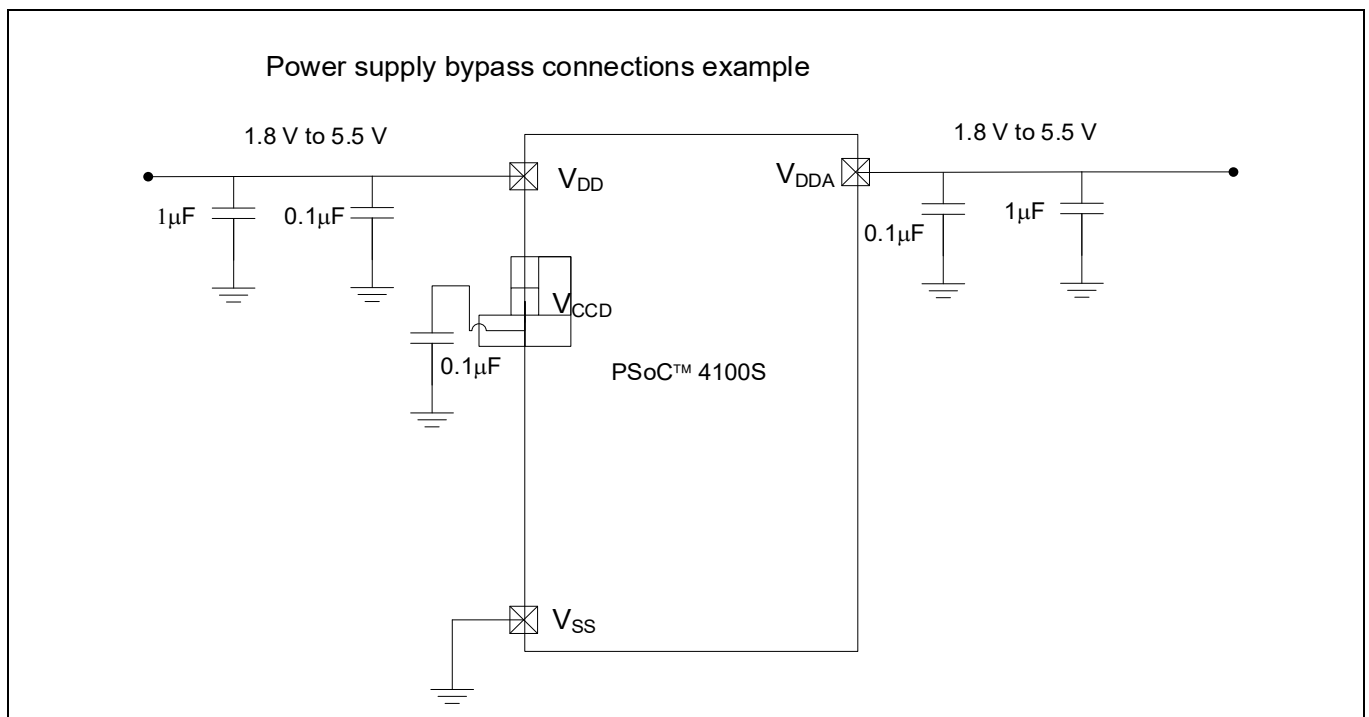 Power supply bypass connections example
1.8 V to 5.5 V
1.8 V to 5.5 V
VDD
VDDA
1μF
0.1μF
0.1μF
1μF
VCCD
0.1μF
PSoC™ 4100S
VSS